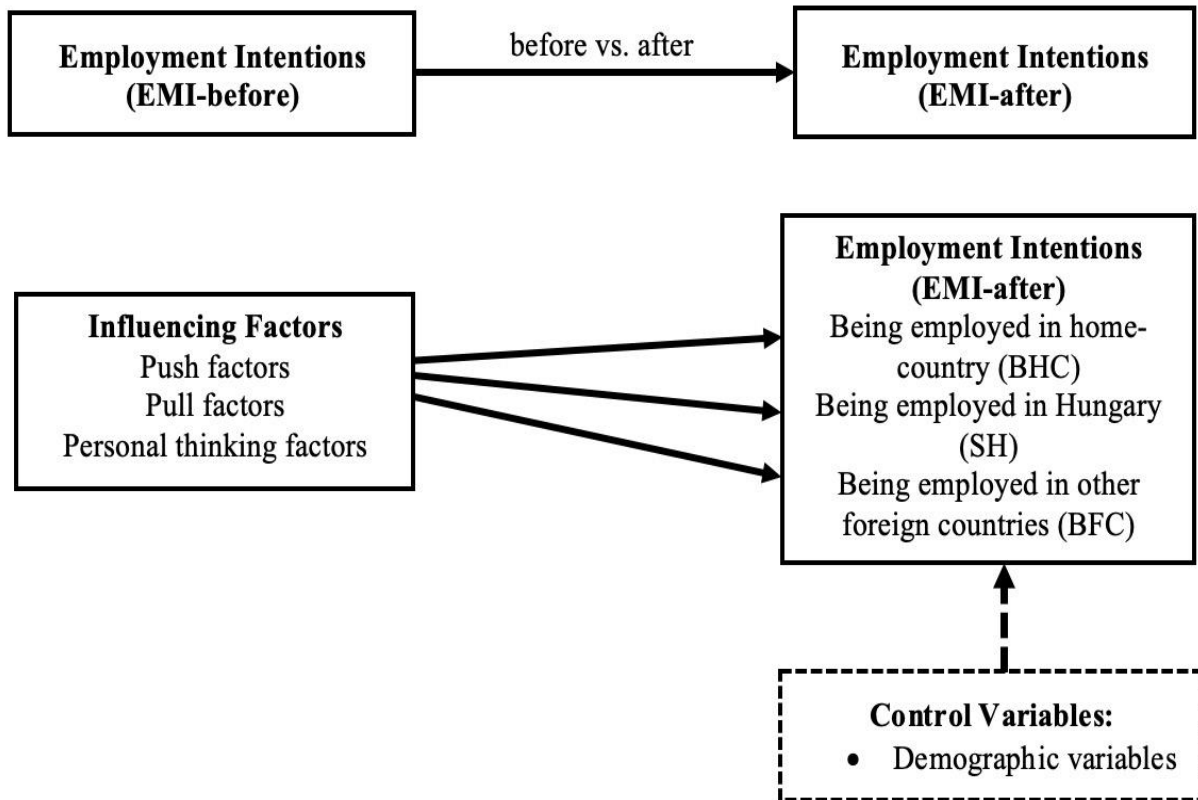 Employment Intentions
(EMI-before)
before vs. after
Employment Intentions
(EMI-after)
Influencing Factors
Push factors
Pull factors
Personal thinking factors
Employment Intentions
(EMI-after)
Being employed in home-
country (BHC)
Being employed in Hungary
(SH)
Being employed in other
foreign countries (BFC)
Control Variables:
• Demographic variables